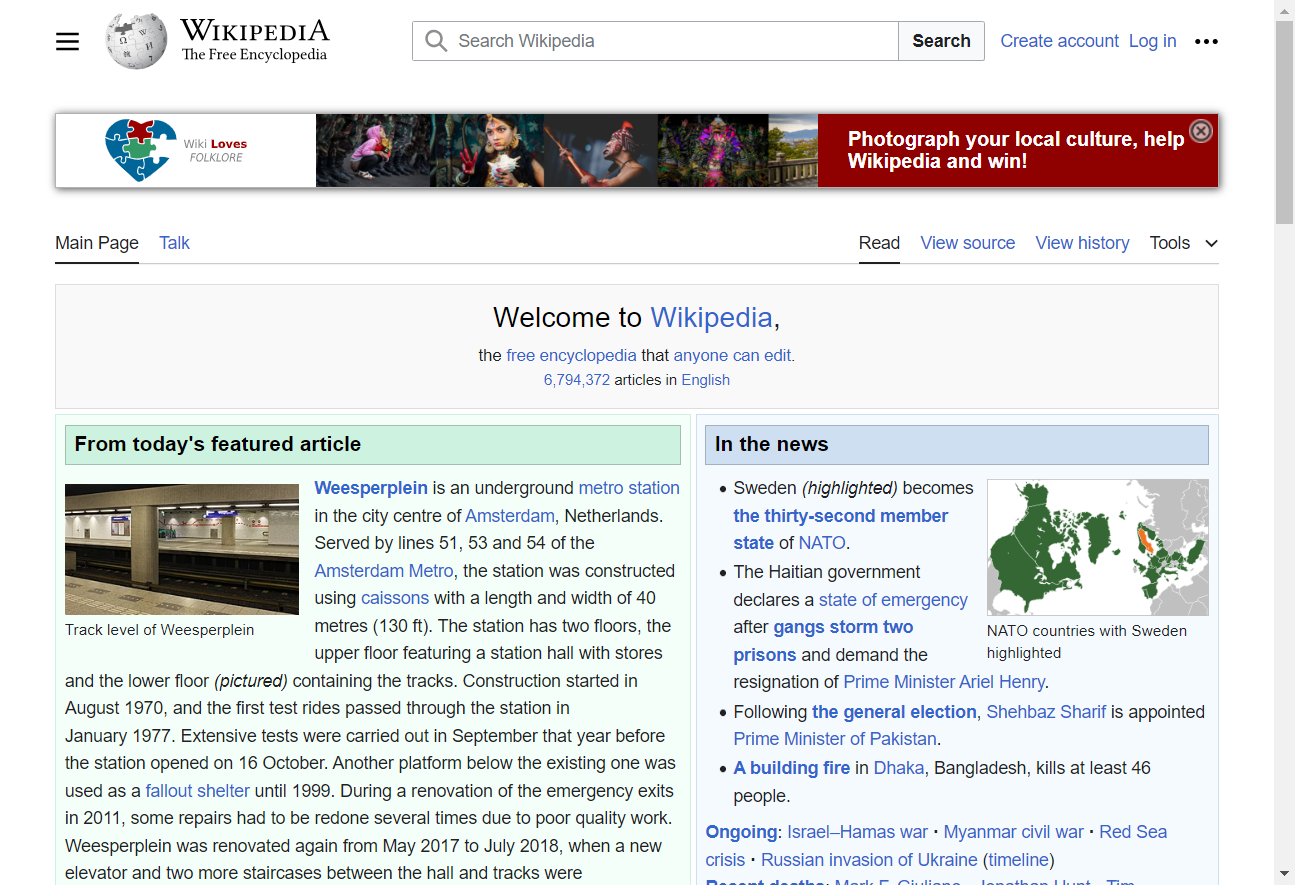 WIKIPEDIA
The Free Encyclopedia
Search Wikipedia
Search
Create account Log in
Wiki Loves
FOLKLORE
Photograph your local culture, help
Wikipedia and win!
Main Page Talk
Read View source View history Tools
Welcome to Wikipedia,
the free encyclopedia that anyone can edit.
6,794,372 articles in English
From today's featured article
Weesperplein is an underground metro station
in the city centre of Amsterdam, Netherlands.
Served by lines 51, 53 and 54 of the
Amsterdam Metro, the station was constructed
using caissons with a length and width of 40
metres (130 ft). The station has two floors, the
upper floor featuring a station hall with stores
Track level of Weesperplein
and the lower floor (pictured) containing the tracks. Construction started in
August 1970, and the first test rides passed through the station in
January 1977. Extensive tests were carried out in September that year before
the station opened on 16 October. Another platform below the existing one was
used as a fallout shelter until 1999. During a renovation of the emergency exits
in 2011, some repairs had to be redone several times due to poor quality work.
Weesperplein was renovated again from May 2017 to July 2018, when a new
elevator and two more staircases between the hall and tracks were
In the news
• Sweden (highlighted) becomes
the thirty-second member
state of NATO.
• The Haitian government
declares a state of emergency
after gangs storm two
prisons and demand the
resignation of Prime Minister Ariel Henry.
NATO countries with Sweden
highlighted
• Following the general election, Shehbaz Sharif is appointed
Prime Minister of Pakistan.
• A building fire in Dhaka, Bangladesh, kills at least 46
people.
Ongoing: Israel–Hamas war · Myanmar civil war · Red Sea
crisis · Russian invasion of Ukraine (timeline)
Recent deaths: Mark E. Giuliano · Jonathan Hunt · Tim